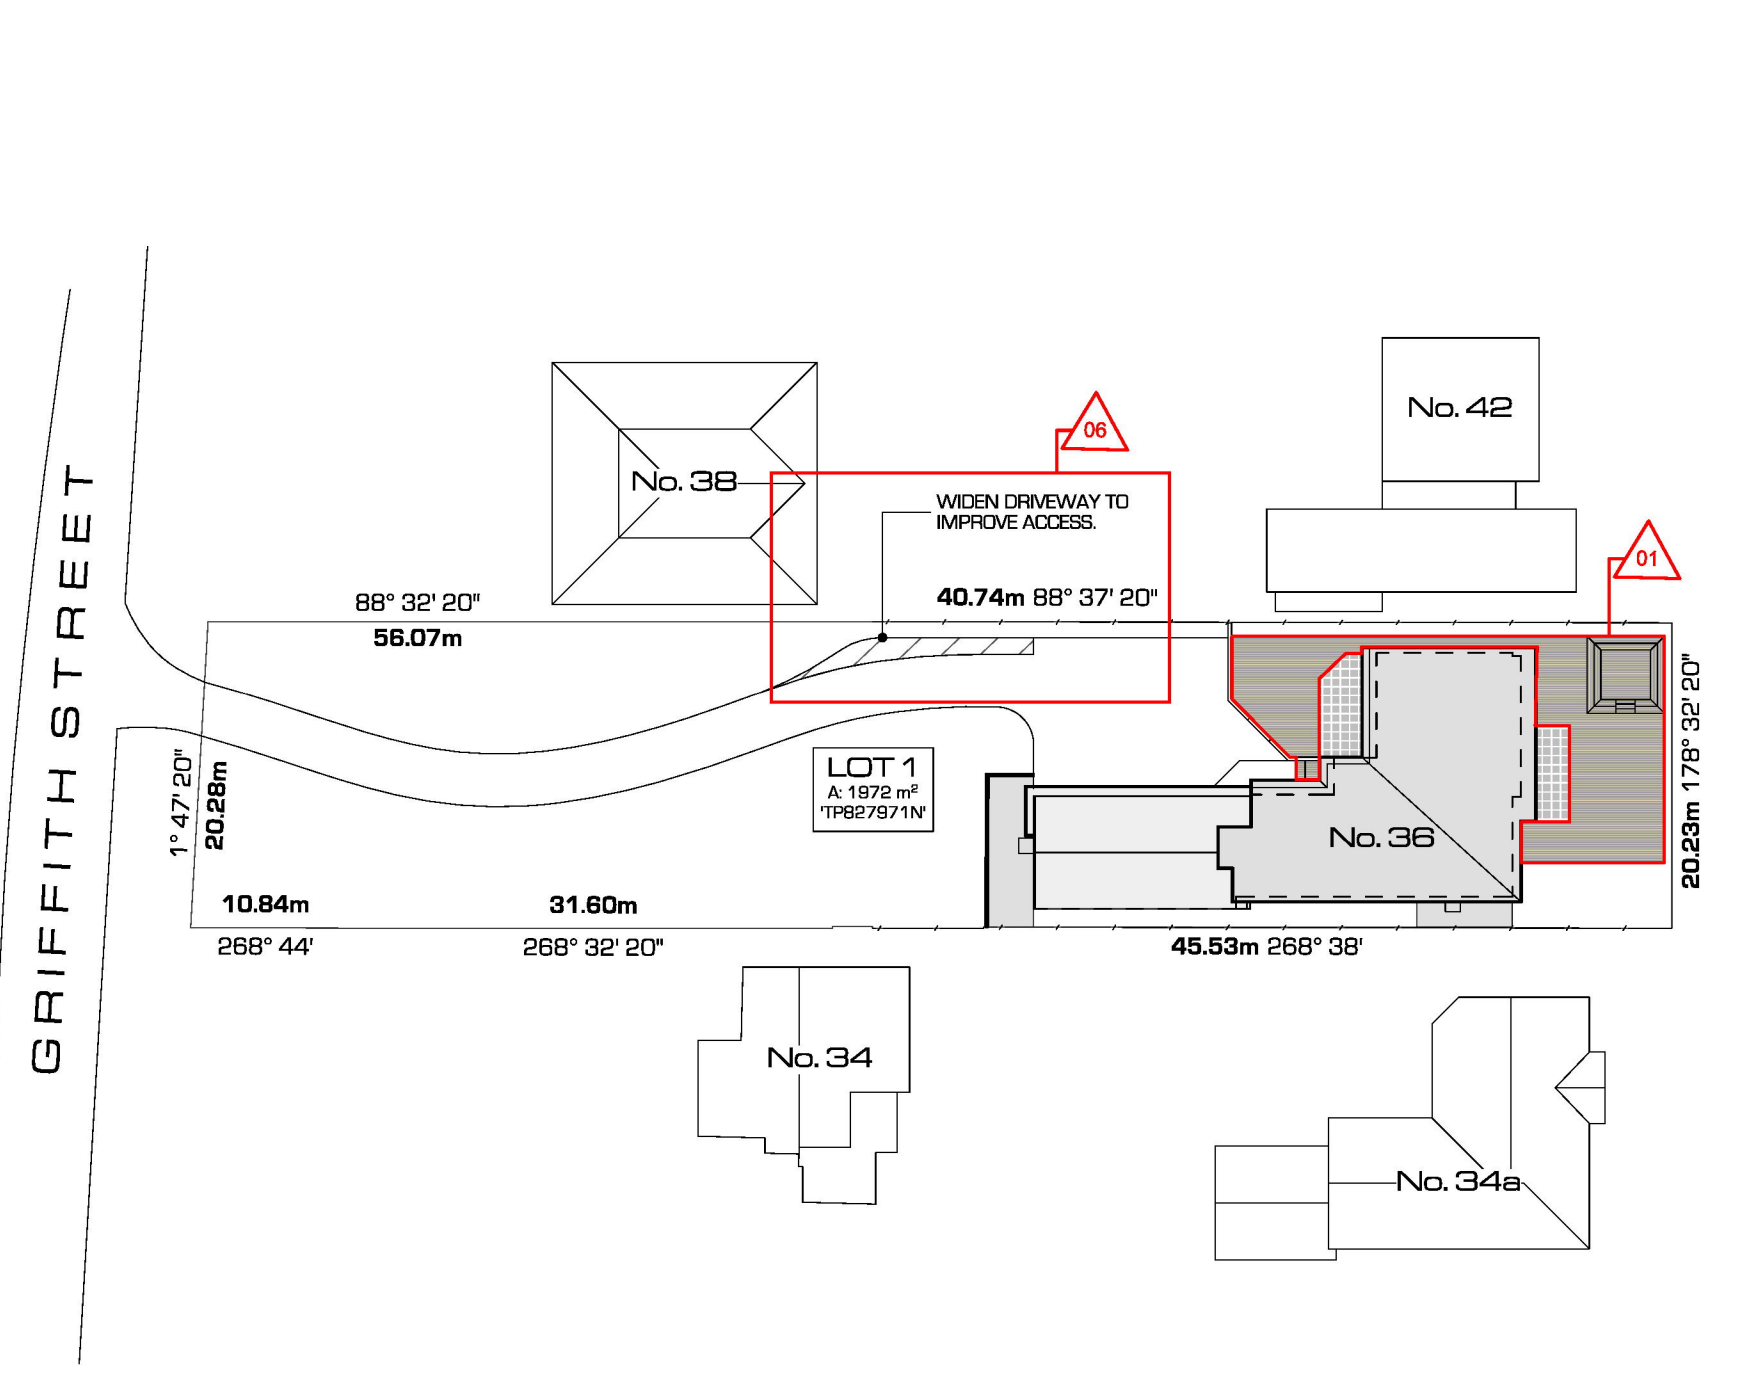 GRIFFITH STREET
No. 38
06
WIDEN DRIVEWAY TO
IMPROVE ACCESS.
No. 42
01
88° 32' 20"
56.07m
40.74m 88° 37' 20"
1° 47' 20"
20.28m
LOT 1
A: 1972 m²
'TP827971N'
No. 36
20.23m 178° 32' 20"
10.84m
268° 44'
31.60m
268° 32' 20"
45.53m 268° 38'
No. 34
No. 34a